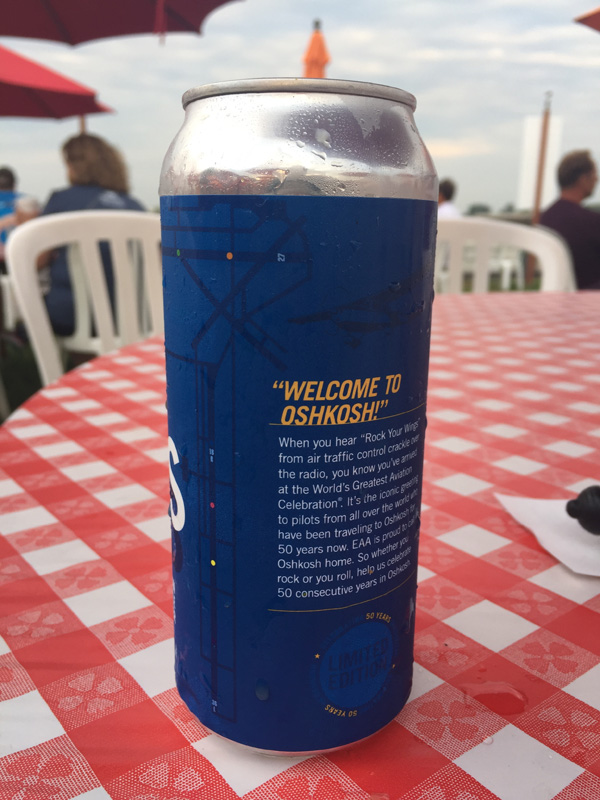 "WELCOME TO
OSHKOSH!"
When you hear "Rock Your Wings"
from air traffic control crackle over
the radio, you know you've arrived
at the World's Greatest Aviation
Celebration®. It's the iconic greeting
to pilots from all over the world who
have been traveling to Oshkosh for
50 years now. EAA is proud to call
Oshkosh home. So whether you
rock or you roll, help us celebrate
50 consecutive years in Oshkosh.
50 YEARS
LIMITED
EDITION
50 YEARS
S